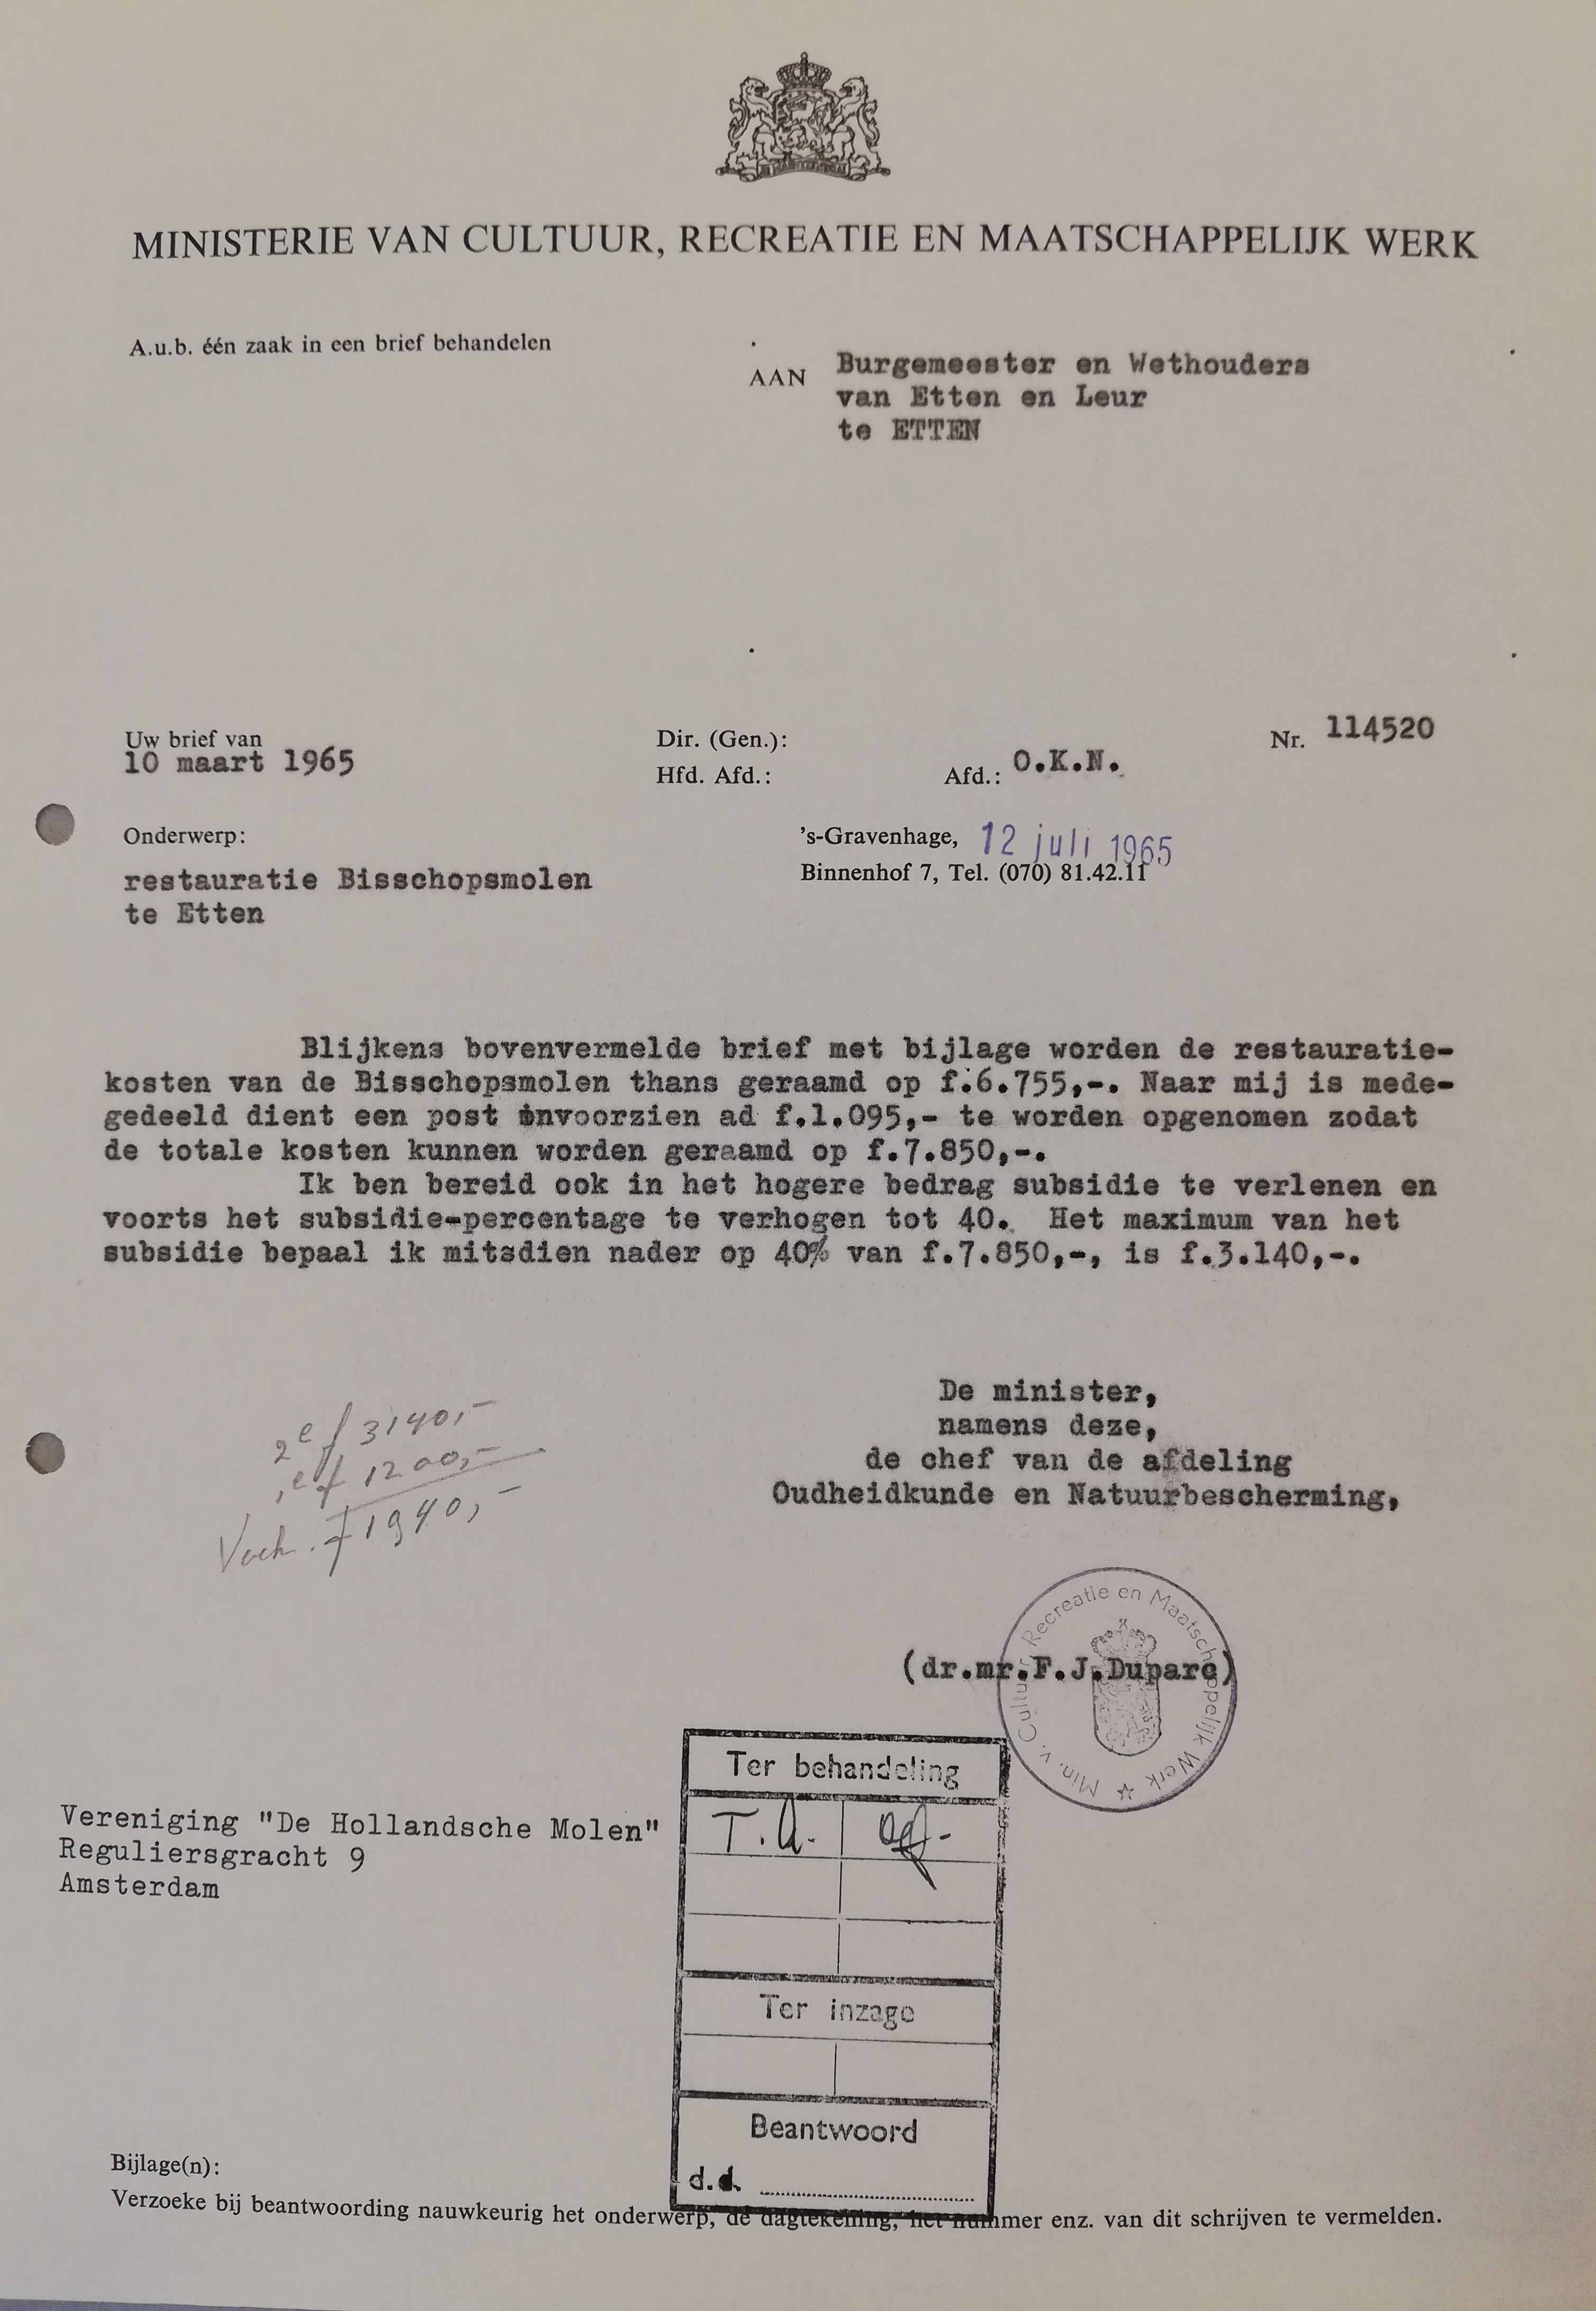 MINISTERIE VAN CULTUUR, RECREATIE EN MAATSCHAPPELIJK WERK
A.u.b. één zaak in een brief behandelen
AAN
Burgemeester en Wethouders
van Etten en Leur
te ETTEN
Uw brief van
10 maart 1965
Dir. (Gen.):
Hfd. Afd.:
Afd.: O.K.N.
Nr. 114520
Onderwerp:
restauratie Bisschopsmolen
te Etten
's-Gravenhage, 12 juli 1965
Binnenhof 7, Tel. (070) 81.42.11
Blijkens bovenvermelde brief met bijlage worden de restauratie-
kosten van de Bisschopsmolen thans geraamd op f.6.755,-. Naar mij is mede-
gedeeld dient een post onvoorzien ad f.1.095,- te worden opgenomen zodat
de totale kosten kunnen worden geraamd op f.7.850,-.
Ik ben bereid ook in het hogere bedrag subsidie te verlenen en
voorts het subsidie-percentage te verhogen tot 40. Het maximum van het
subsidie bepaal ik mitsdien nader op 40% van f.7.850,-, is f.3.140,-.
2e f 3140,-
1e f 1200,-
f 1940,-
De minister,
namens deze,
de chef van de afdeling
Oudheidkunde en Natuurbescherming,
(dr.mr.F.J.Duparc)
Min. v. Cultuur Recreatie en Maatschappelijk Werk
Vereniging "De Hollandsche Molen"
Reguliersgracht 9
Amsterdam
Ter behandeling
T.A.
Ter inzage
Beantwoord
d.d.
Bijlage(n):
Verzoeke bij beantwoording nauwkeurig het onderwerp, de dagtekening, het nummer enz. van dit schrijven te vermelden.